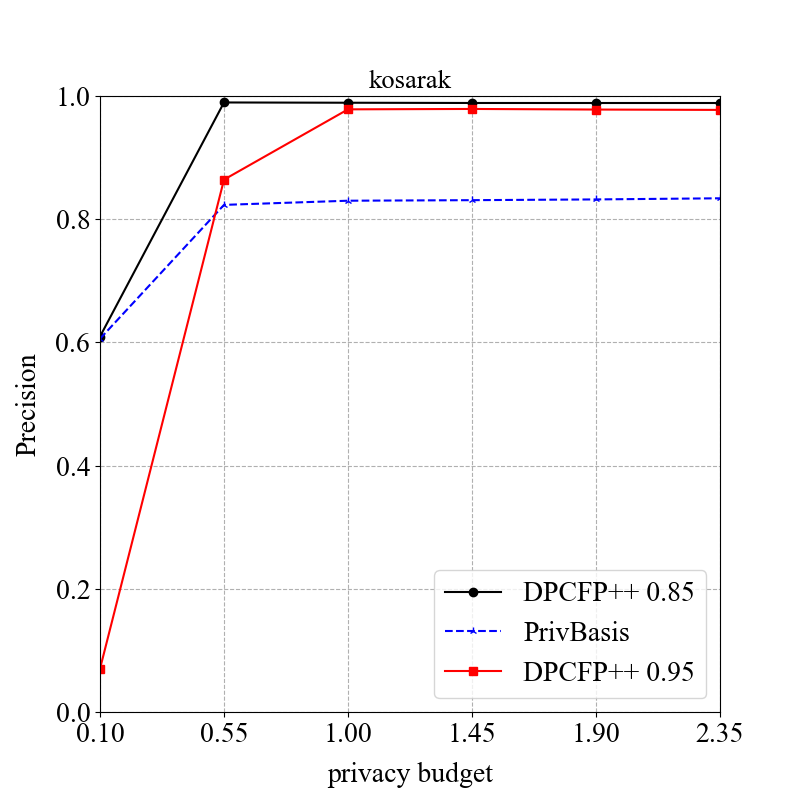 kosarak
1.0
0.8
0.6
0.4
0.2
0.0
Precision
0.10 0.55 1.00 1.45 1.90 2.35
privacy budget
DPCFP++ 0.85
PrivBasis
DPCFP++ 0.95